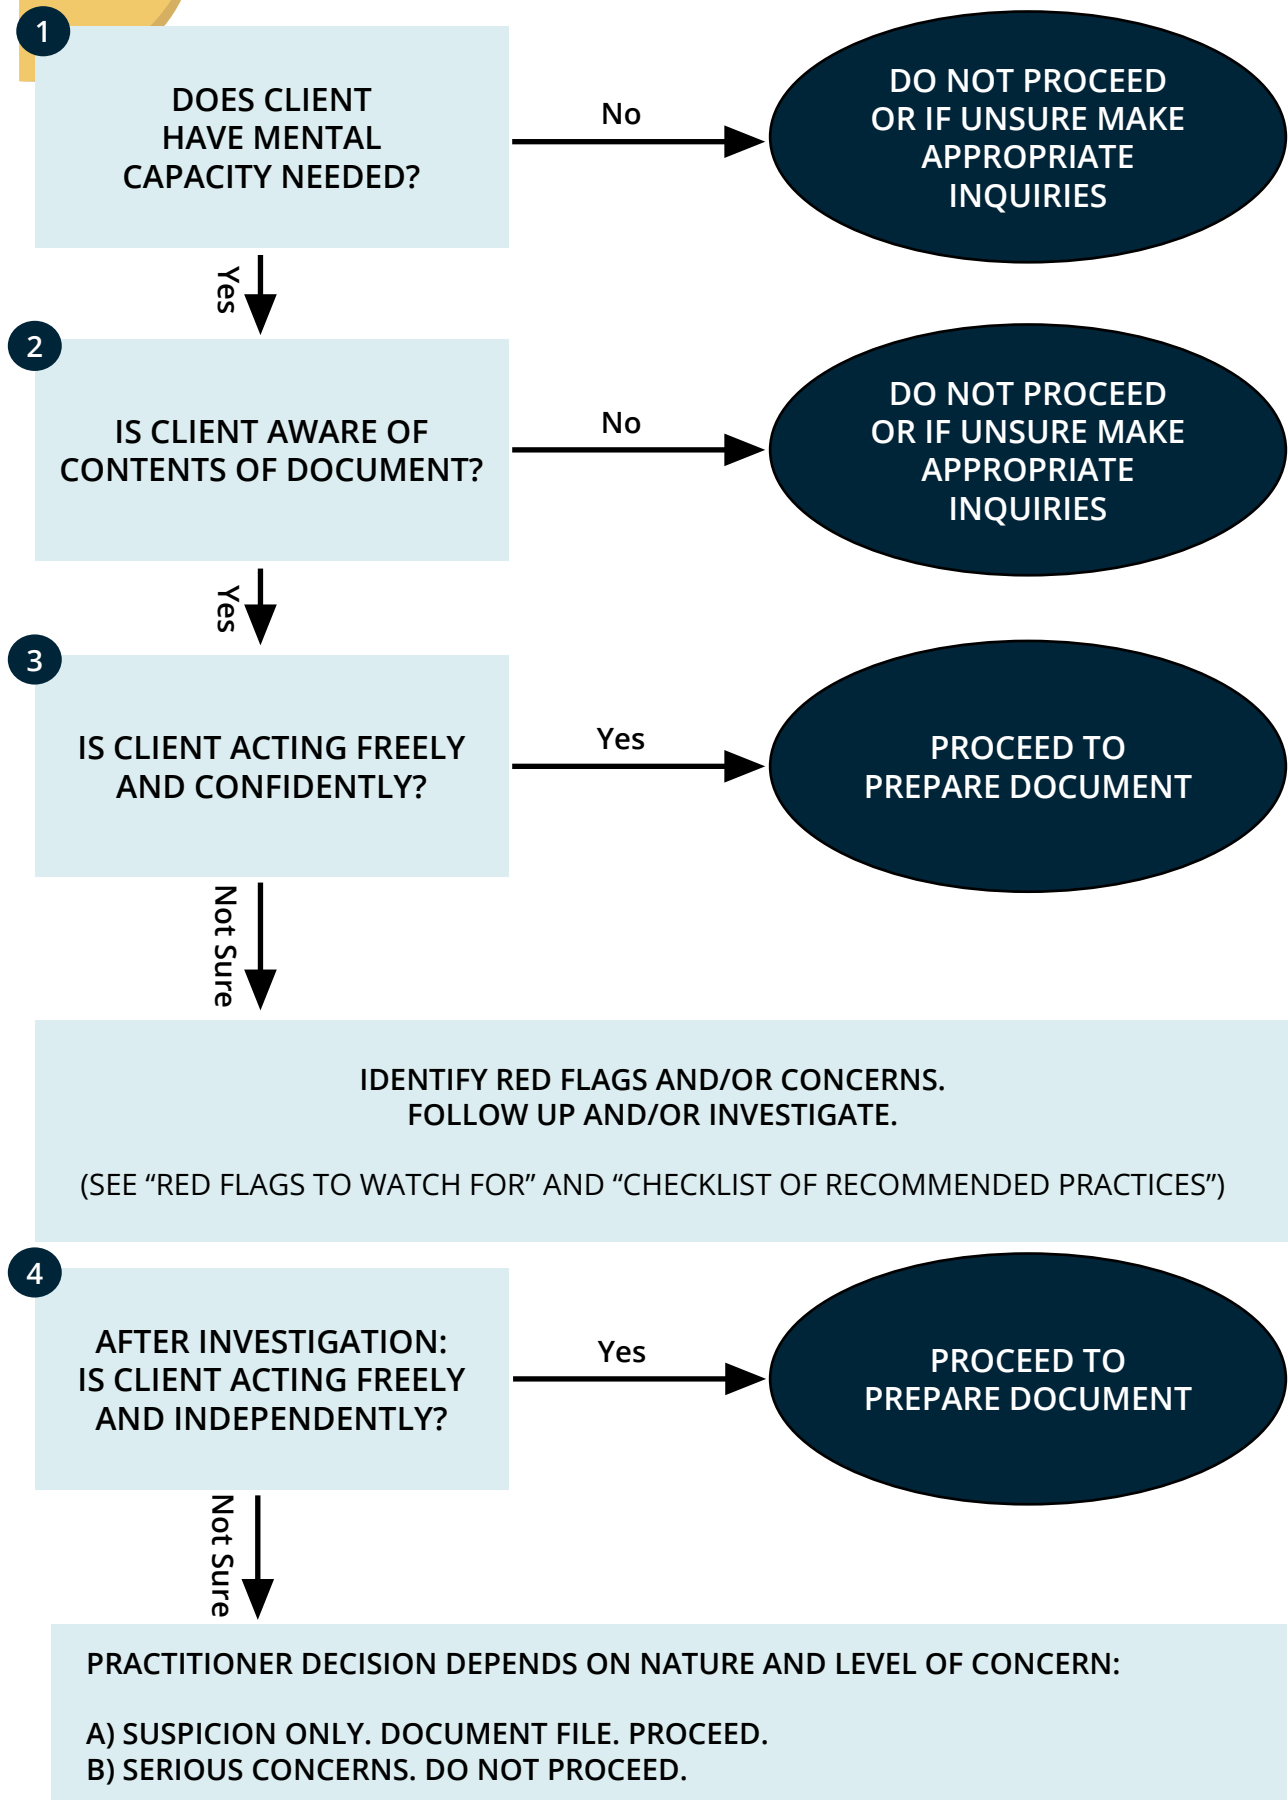 1
DOES CLIENT
HAVE MENTAL
CAPACITY NEEDED?
No
DO NOT PROCEED
OR IF UNSURE MAKE
APPROPRIATE
INQUIRIES
Yes
2
IS CLIENT AWARE OF
CONTENTS OF DOCUMENT?
No
DO NOT PROCEED
OR IF UNSURE MAKE
APPROPRIATE
INQUIRIES
Yes
3
IS CLIENT ACTING FREELY
AND CONFIDENTLY?
Yes
PROCEED TO
PREPARE DOCUMENT
Not Sure
IDENTIFY RED FLAGS AND/OR CONCERNS.
FOLLOW UP AND/OR INVESTIGATE.
(SEE “RED FLAGS TO WATCH FOR” AND “CHECKLIST OF RECOMMENDED PRACTICES”)
4
AFTER INVESTIGATION:
IS CLIENT ACTING FREELY
AND INDEPENDENTLY?
Yes
PROCEED TO
PREPARE DOCUMENT
Not Sure
PRACTITIONER DECISION DEPENDS ON NATURE AND LEVEL OF CONCERN:
A) SUSPICION ONLY. DOCUMENT FILE. PROCEED.
B) SERIOUS CONCERNS. DO NOT PROCEED.